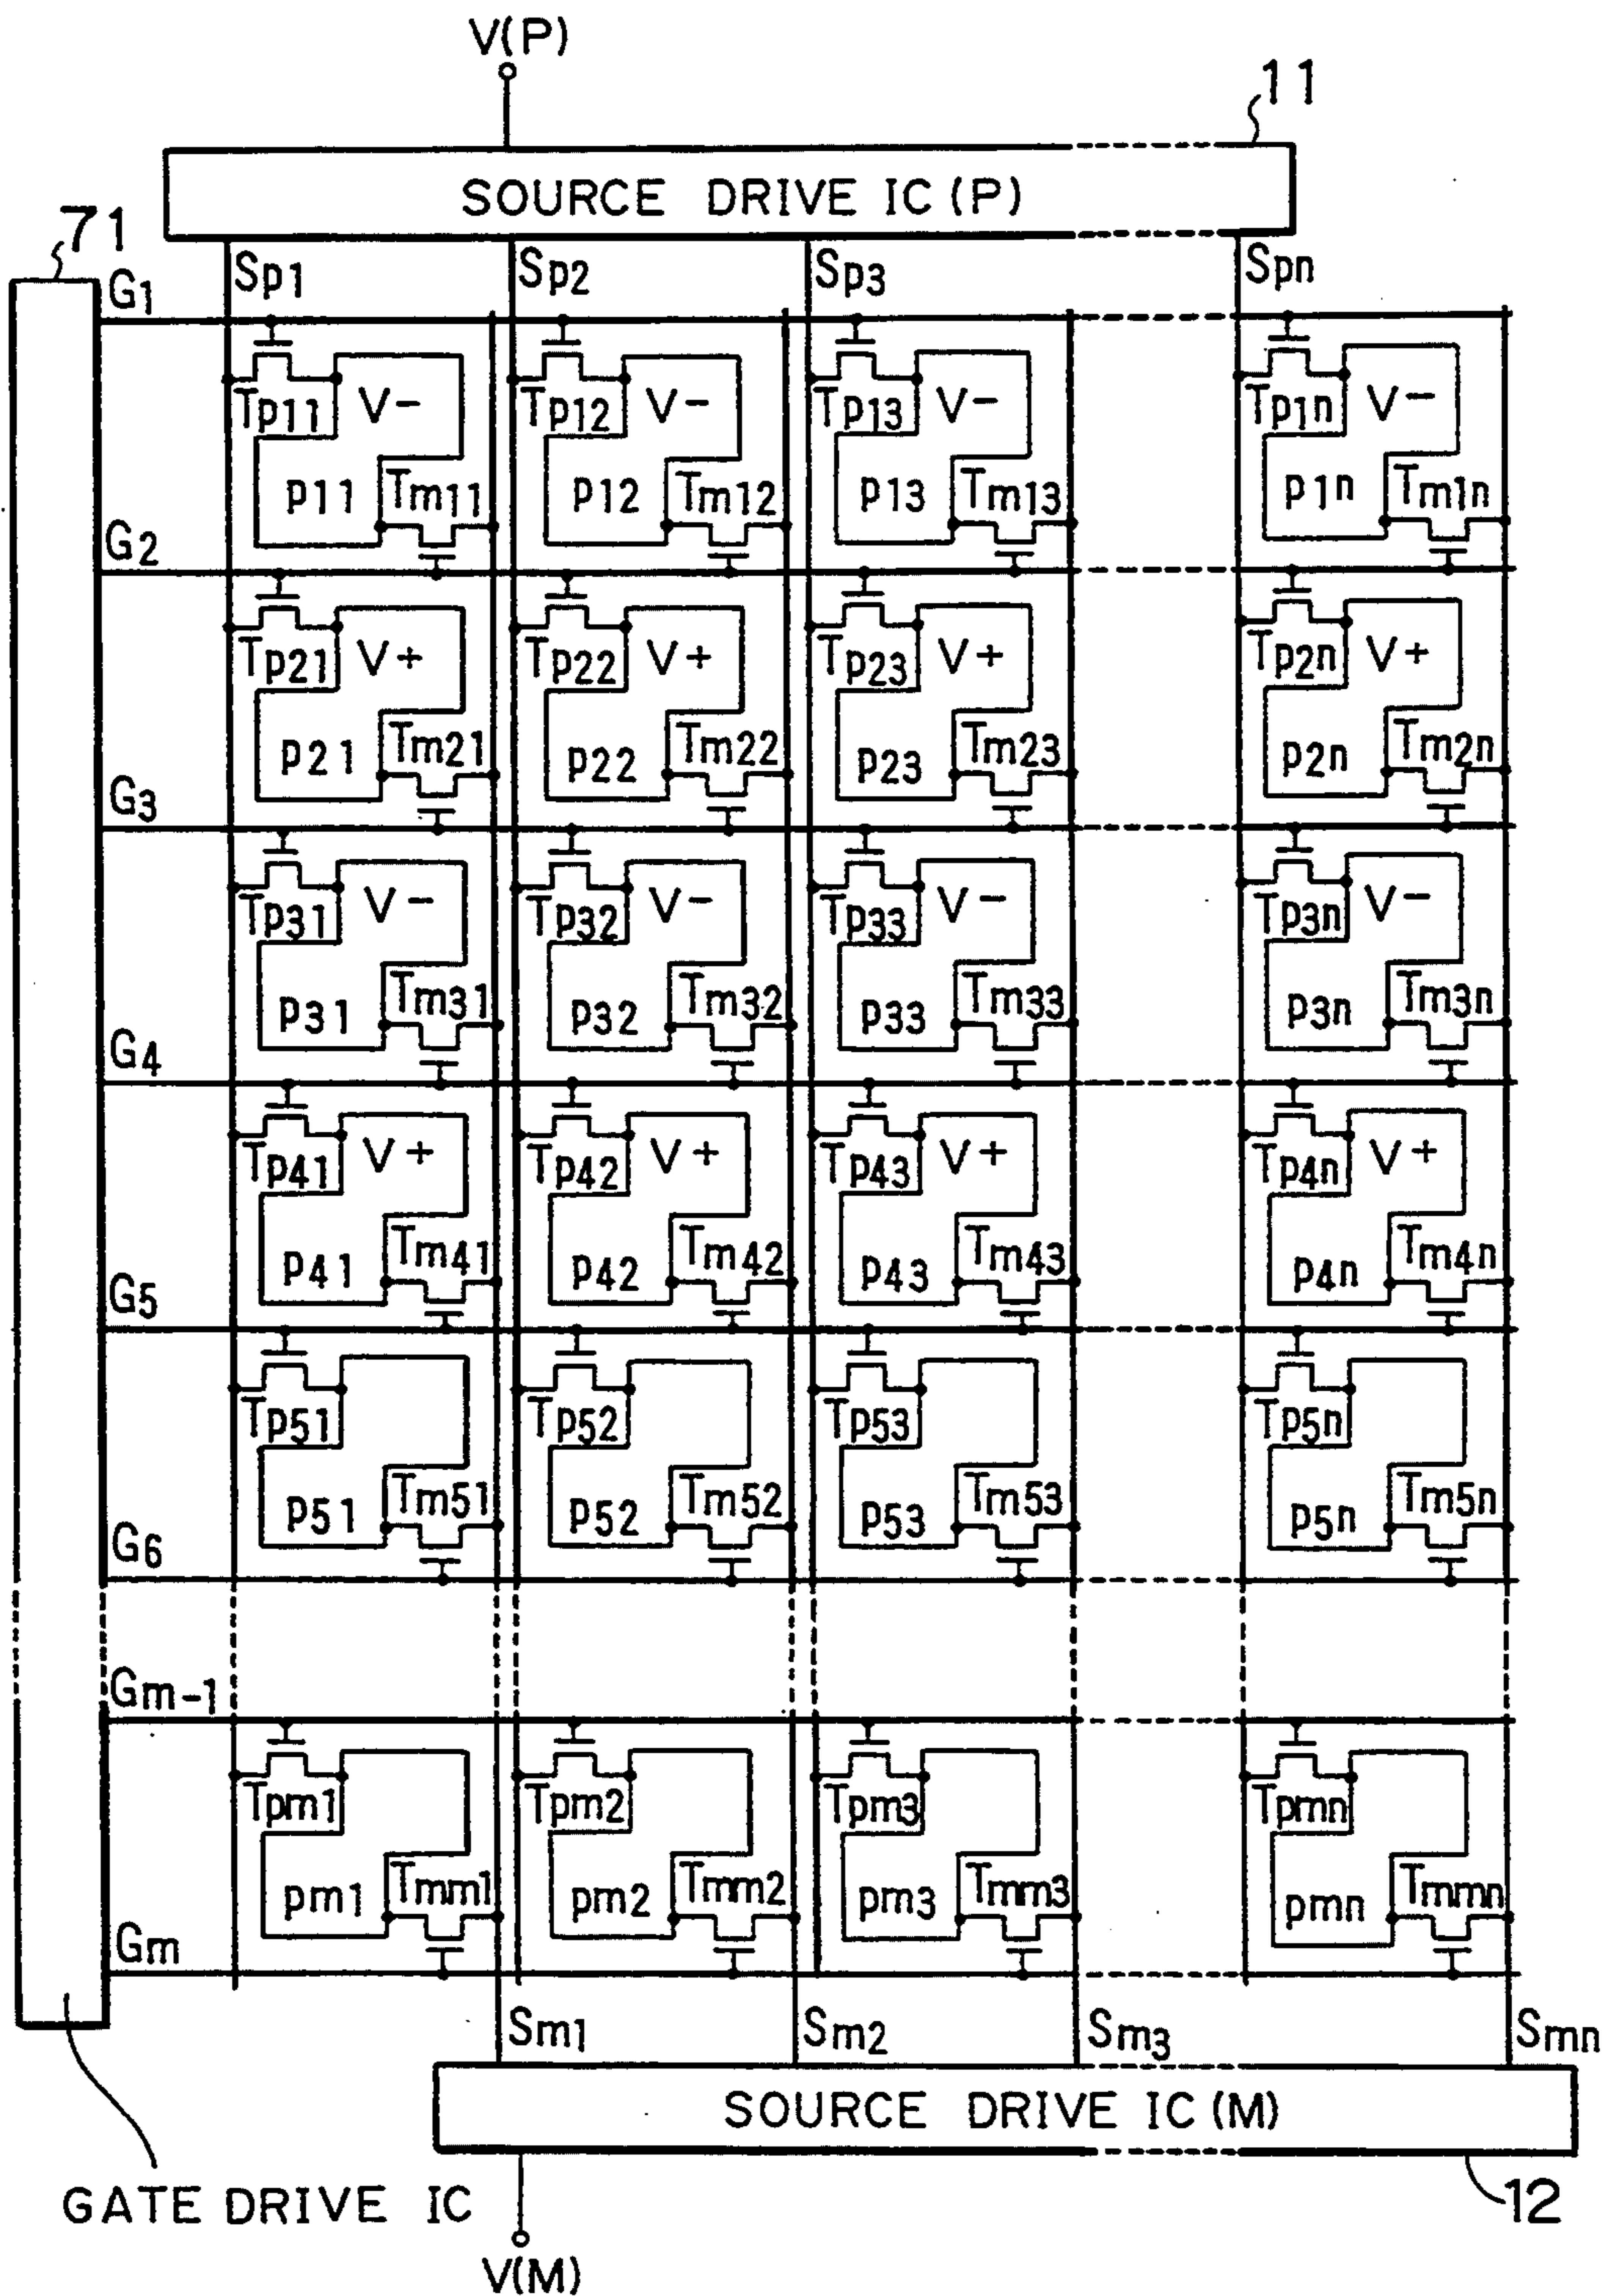 V(P)
11
SOURCE DRIVE IC (P)
71
Sp1 Sp2 Sp3 Spn
G1
Tp11 V- Tp12 V- Tp13 V- Tp1n V-
p11 Tm11 p12 Tm12 p13 Tm13 p1n Tm1n
G2
Tp21 V+ Tp22 V+ Tp23 V+ Tp2n V+
p21 Tm21 p22 Tm22 p23 Tm23 p2n Tm2n
G3
Tp31 V- Tp32 V- Tp33 V- Tp3n V-
p31 Tm31 p32 Tm32 p33 Tm33 p3n Tm3n
G4
Tp41 V+ Tp42 V+ Tp43 V+ Tp4n V+
p41 Tm41 p42 Tm42 p43 Tm43 p4n Tm4n
G5
Tp51 Tp52 Tp53 Tp5n
p51 Tm51 p52 Tm52 p53 Tm53 p5n Tm5n
G6
Gm-1
Tpm1 Tpm2 Tpm3 Tpmn
pm1 Tmm1 pm2 Tmm2 pm3 Tmm3 pmn Tmmn
Gm
Sm1 Sm2 Sm3 Smn
SOURCE DRIVE IC (M)
GATE DRIVE IC
12
V(M)